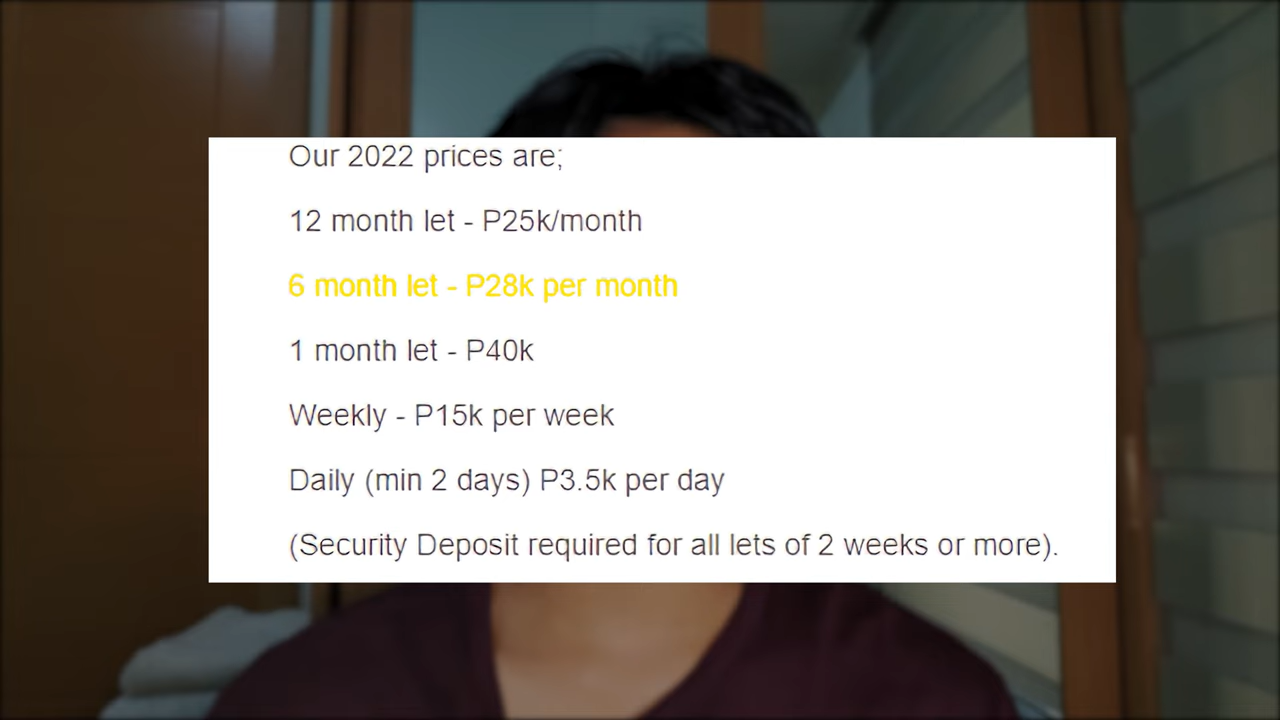 Our 2022 prices are;
12 month let - P25k/month
6 month let - P28k per month
1 month let - P40k
Weekly - P15k per week
Daily (min 2 days) P3.5k per day
(Security Deposit required for all lets of 2 weeks or more).